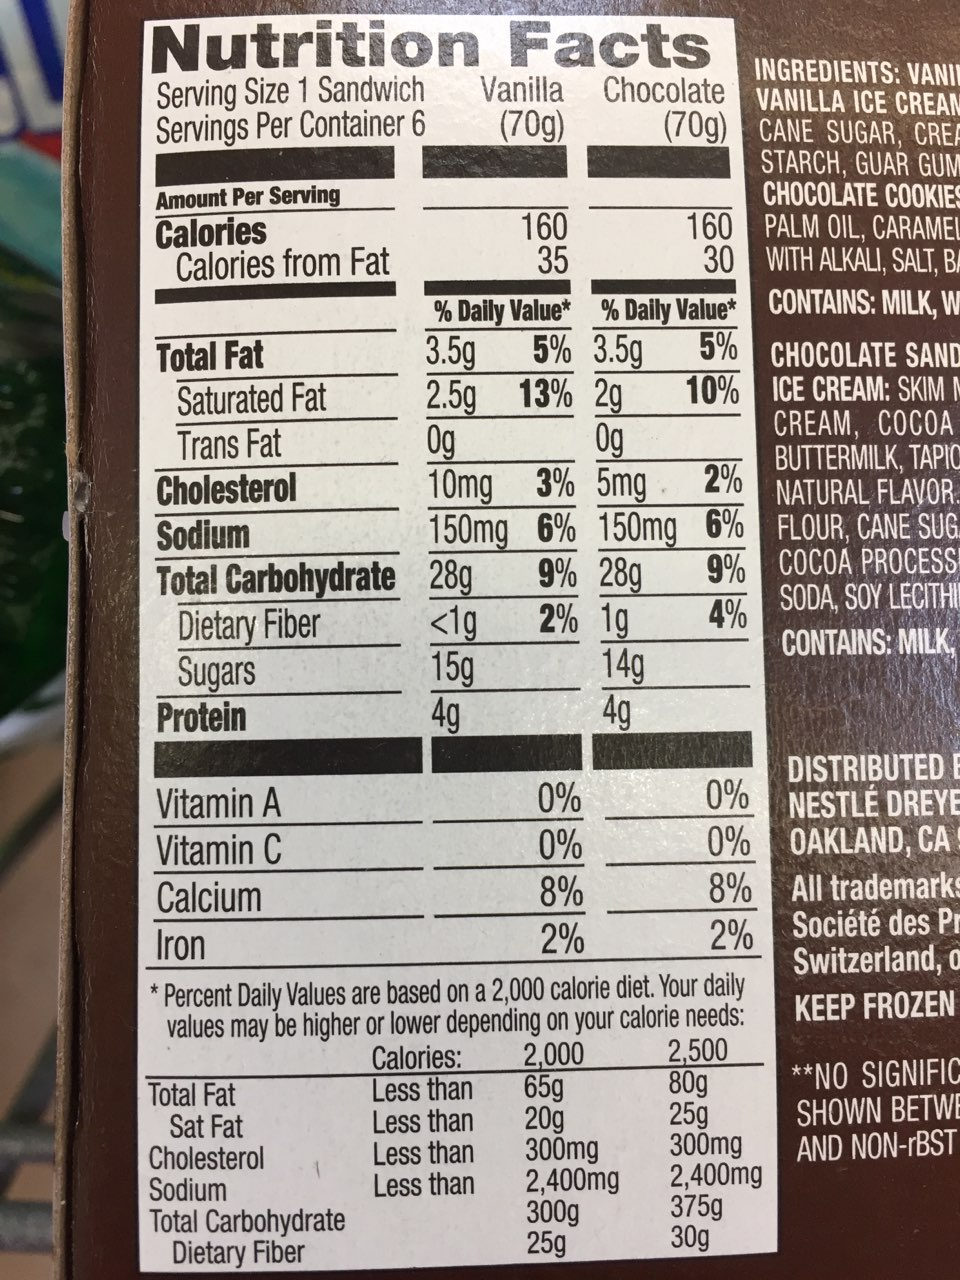 Nutrition Facts
Serving Size 1 Sandwich Vanilla Chocolate
Servings Per Container 6 (70g) (70g)
Amount Per Serving
Calories 160 160
Calories from Fat 35 30
% Daily Value* % Daily Value*
Total Fat 3.5g 5% 3.5g 5%
Saturated Fat 2.5g 13% 2g 10%
Trans Fat 0g 0g
Cholesterol 10mg 3% 5mg 2%
Sodium 150mg 6% 150mg 6%
Total Carbohydrate 28g 9% 28g 9%
Dietary Fiber <1g 2% 1g 4%
Sugars 15g 14g
Protein 4g 4g
Vitamin A 0% 0%
Vitamin C 0% 0%
Calcium 8% 8%
Iron 2% 2%
* Percent Daily Values are based on a 2,000 calorie diet. Your daily
values may be higher or lower depending on your calorie needs:
Calories: 2,000 2,500
Total Fat Less than 65g 80g
Sat Fat Less than 20g 25g
Cholesterol Less than 300mg 300mg
Sodium Less than 2,400mg 2,400mg
Total Carbohydrate 300g 375g
Dietary Fiber 25g 30g
INGREDIENTS:
VANILLA ICE CREAM
CANE SUGAR,
STARCH, GUAR GUM
CHOCOLATE COOKIES
PALM OIL, CARAMEL
WITH ALKALI, SALT,
CONTAINS: MILK,
CHOCOLATE
ICE CREAM: SKIM
CREAM, COCOA
BUTTERMILK,
NATURAL FLAVOR.
FLOUR, CANE
COCOA
SODA, SOY
CONTAINS: MILK,
DISTRIBUTED
NESTLÉ
OAKLAND, CA
All trademarks
Société des
Switzerland,
KEEP FROZEN
**NO
SHOWN
AND NON-rBST